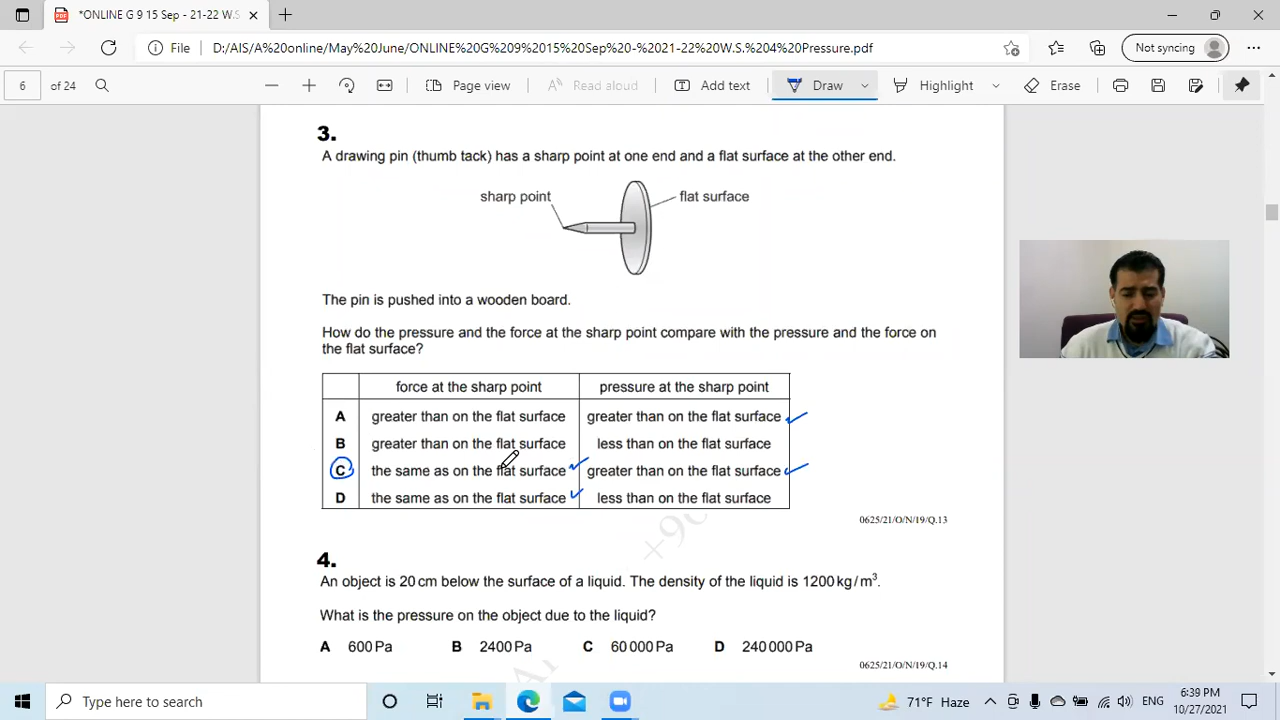 *ONLINE G 9 15 Sep - 21-22 W.S.
File
D:/AIS/A%20online/May%20June/ONLINE%20G%209%2015%20Sep%20-%2021-22%20W.S.%204%20Pressure.pdf
Not syncing
6 of 24
Page view
Read aloud
Add text
Draw
Highlight
Erase
3.
A drawing pin (thumb tack) has a sharp point at one end and a flat surface at the other end.
sharp point
flat surface
The pin is pushed into a wooden board.
How do the pressure and the force at the sharp point compare with the pressure and the force on
the flat surface?
force at the sharp point pressure at the sharp point
A greater than on the flat surface greater than on the flat surface
B greater than on the flat surface less than on the flat surface
C the same as on the flat surface greater than on the flat surface
D the same as on the flat surface less than on the flat surface
0625/21/O/N/19/Q.13
4.
An object is 20 cm below the surface of a liquid. The density of the liquid is 1200 kg/m³.
What is the pressure on the object due to the liquid?
A 600 Pa B 2400 Pa C 60 000 Pa D 240 000 Pa
0625/21/O/N/19/Q.14
Type here to search
71°F Haze
ENG
6:39 PM
10/27/2021